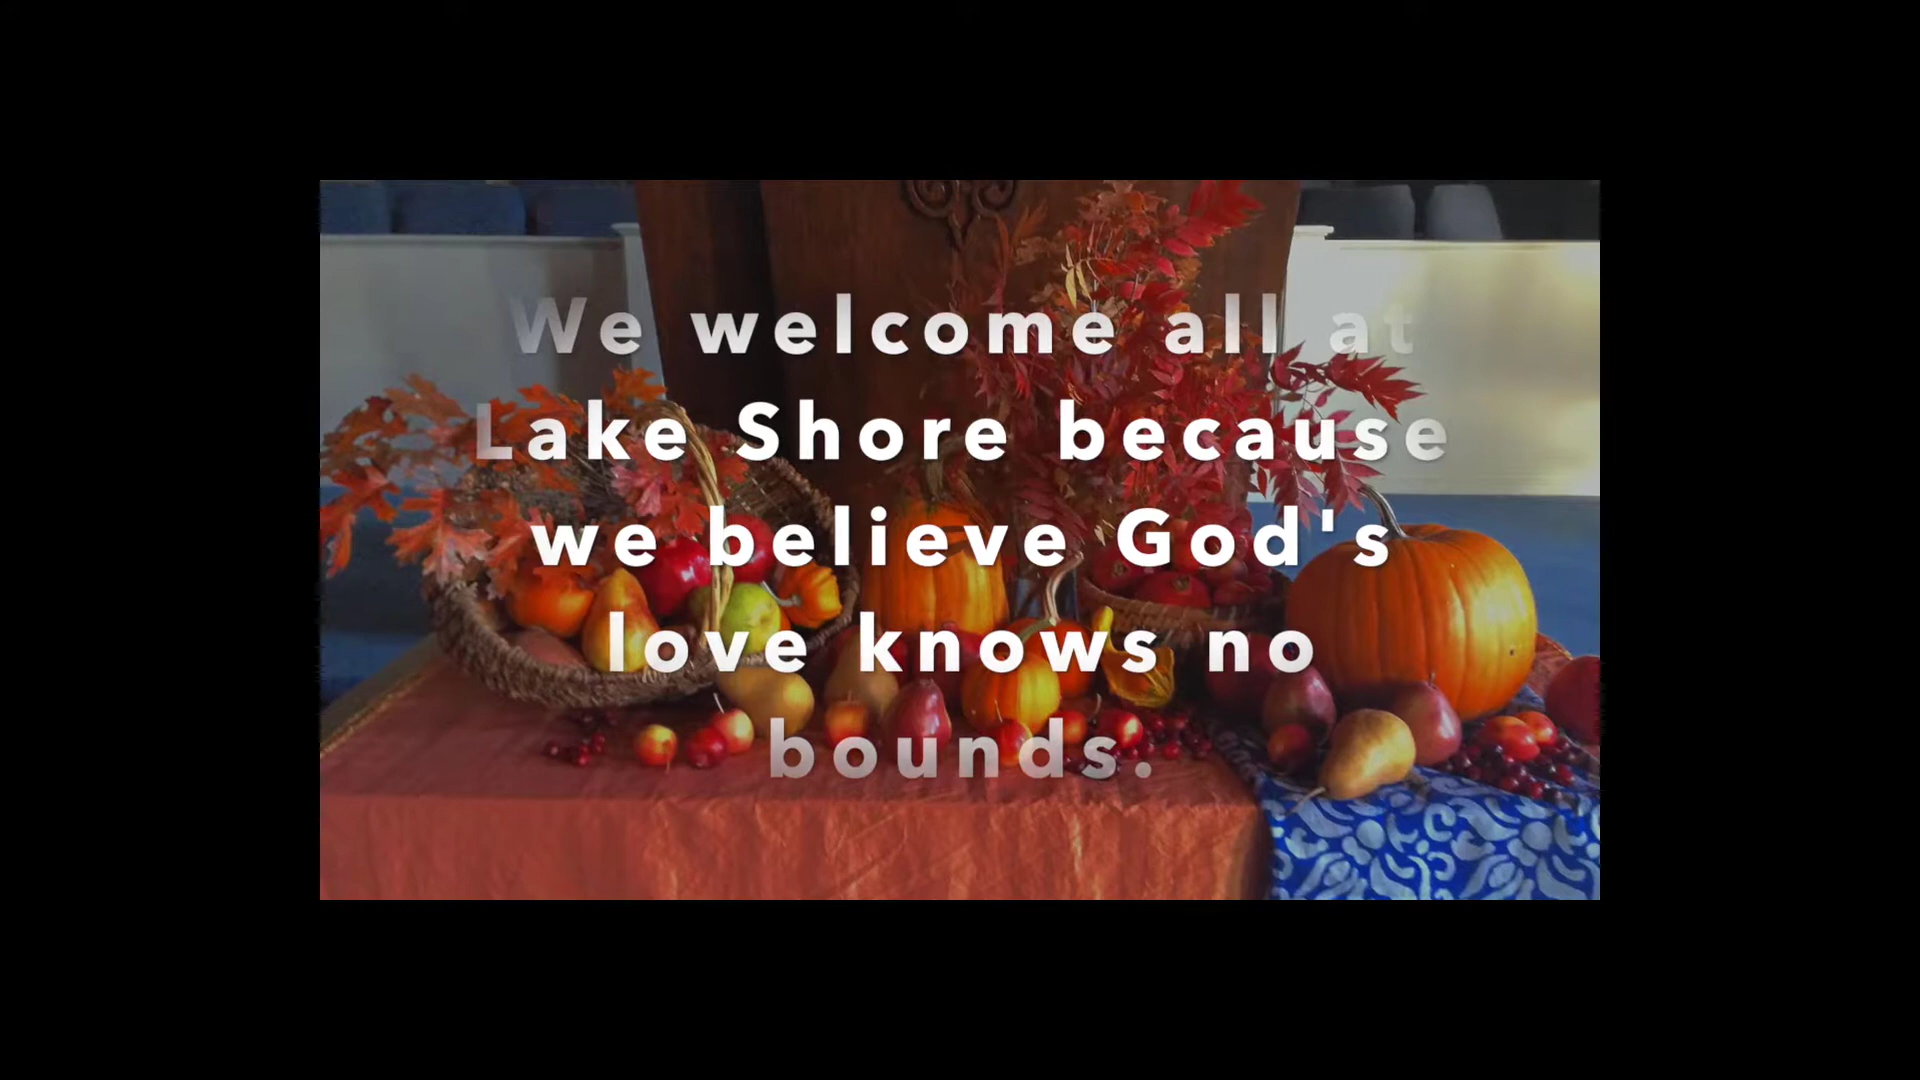 We welcome all at
Lake Shore because
we believe God's
love knows no
bounds.